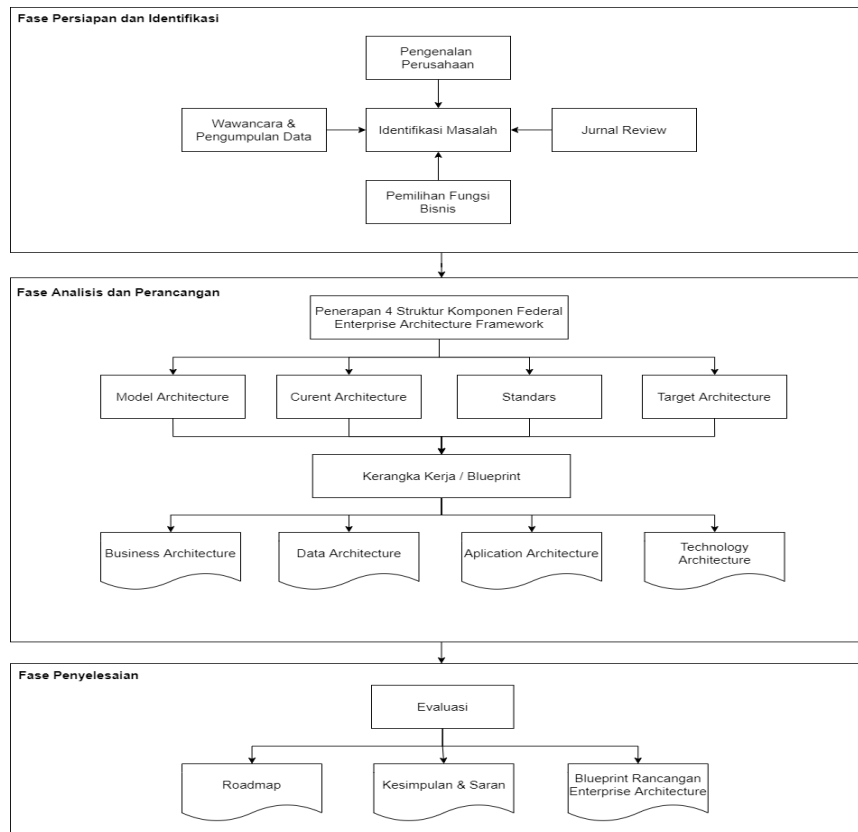 Fase Persiapan dan Identifikasi
Pengenalan
Perusahaan
Wawancara &
Pengumpulan Data
Identifikasi Masalah
Jurnal Review
Pemilihan Fungsi
Bisnis
Fase Analisis dan Perancangan
Penerapan 4 Struktur Komponen Federal
Enterprise Architecture Framework
Model Architecture
Curent Architecture
Standars
Target Architecture
Kerangka Kerja / Blueprint
Business Architecture
Data Architecture
Aplication Architecture
Technology
Architecture
Fase Penyelesaian
Evaluasi
Roadmap
Kesimpulan & Saran
Blueprint Rancangan
Enterprise Architecture